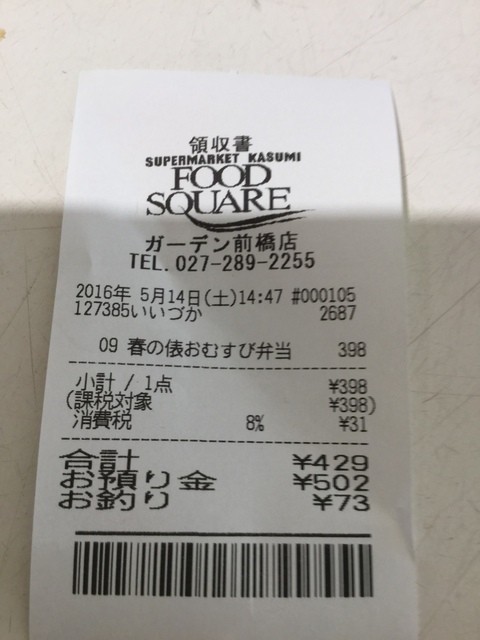 領収書
SUPERMARKET KASUMI
FOOD
SQUARE
ガーデン前橋店
TEL. 027-289-2255
2016年 5月14日(土)14:47 #000105
127385いいづか 2687
09 春の俵おむすび弁当 398
小計 / 1点 ¥398
(課税対象 ¥398)
消費税 8% ¥31
合計 ¥429
お預り金 ¥502
お釣り ¥73